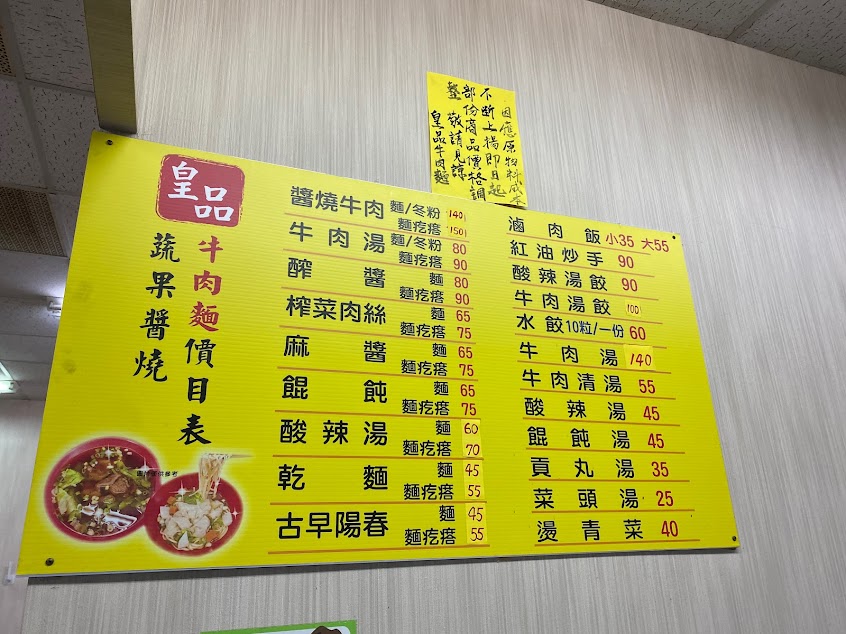 因應原物料成本
不斷上揚即日起
部份商品價格調
整 敬請見諒
皇品牛肉麵
皇品
牛肉麵價目表
蔬果醬燒
醬燒牛肉 麵/冬粉 140
麵疙瘩 150
牛肉湯 麵/冬粉 80
麵疙瘩 90
醡醬 麵 80
麵疙瘩 90
榨菜肉絲 麵 65
麵疙瘩 75
麻醬 麵 65
麵疙瘩 75
餛飩 麵 65
麵疙瘩 75
酸辣湯 麵 60
麵疙瘩 70
乾麵 麵 45
麵疙瘩 55
古早陽春 麵 45
麵疙瘩 55
滷肉飯 小35 大55
紅油炒手 90
酸辣湯餃 90
牛肉湯餃 100
水餃10粒/一份 60
牛肉湯 140
牛肉清湯 55
酸辣湯 45
餛飩湯 45
貢丸湯 35
菜頭湯 25
燙青菜 40